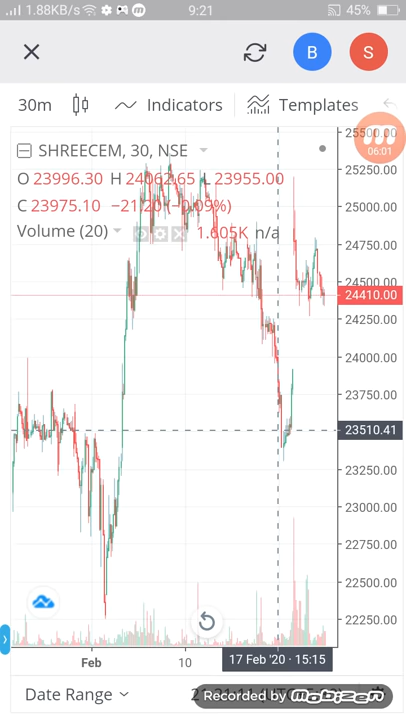 1.88KB/s 9:21 45%
B S
30m Indicators Templates
06:01
SHREECEM, 30, NSE
O 23996.30 H 24062.65 L 23955.00
C 23975.10 −21.20 (−0.09%)
Volume (20) 1.605K n/a
25500.00
25250.00
25000.00
24750.00
24500.00
24410.00
24250.00
24000.00
23750.00
23510.41
23250.00
23000.00
22750.00
22500.00
22250.00
Feb 10 17 Feb '20 · 15:15
Date Range
Recorded by mobizen